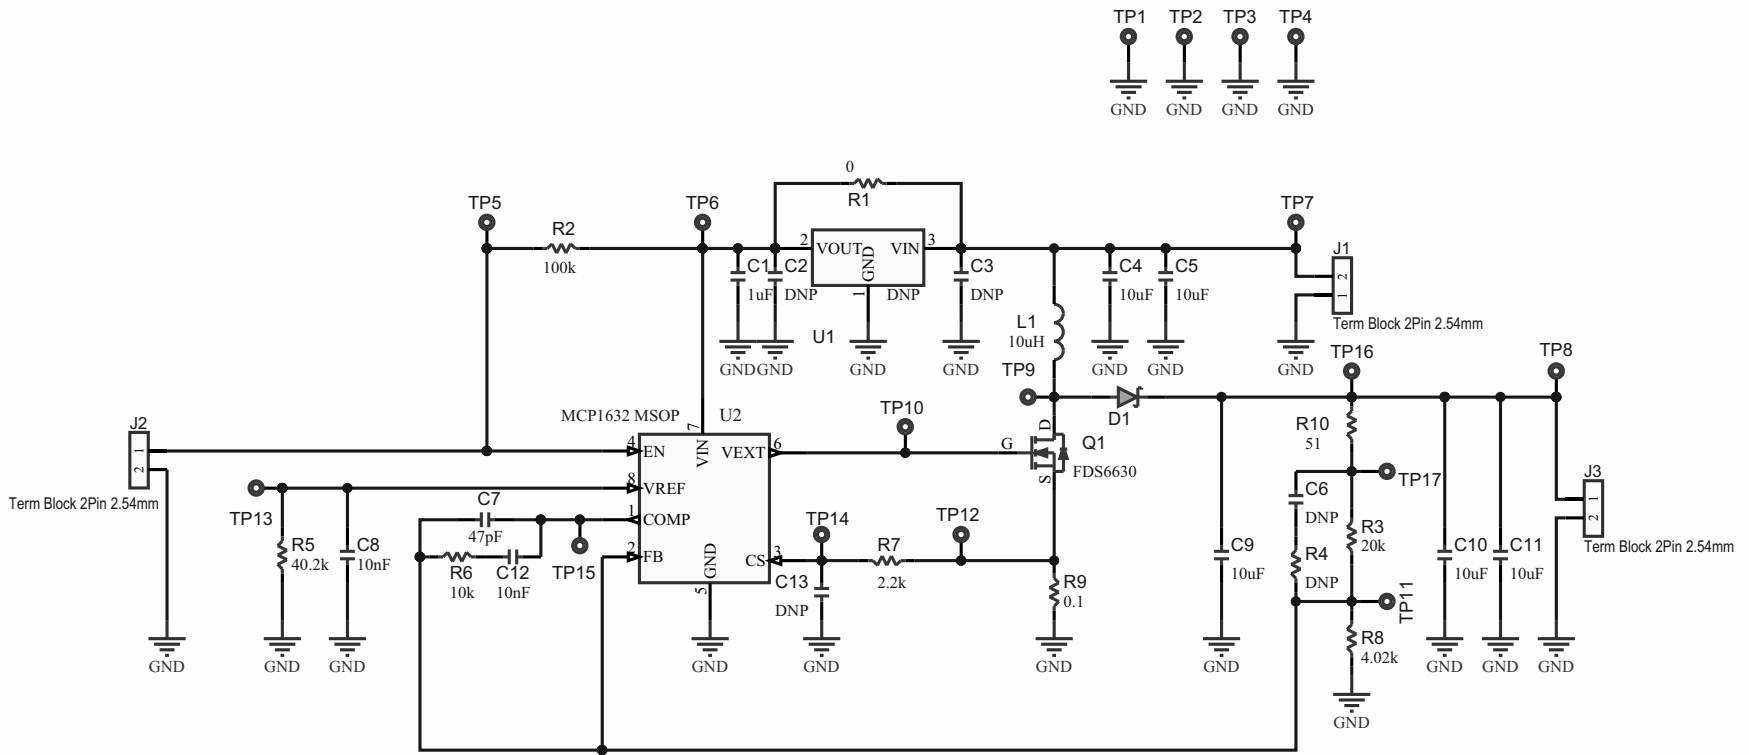 TP1 TP2 TP3 TP4
GND GND GND GND
0
R1
TP5 TP6 TP7
R2
100k
2 VOUT GND VIN 3
1
DNP
U1
C1
1uF
C2
DNP
C3
DNP
C4
10uF
C5
10uF
J1
2
1
Term Block 2Pin 2.54mm
L1
10uH
GND GND GND GND GND GND GND
TP9
TP16
TP8
D1
MCP1632 MSOP
U2
7
VIN
TP10
D
G
S
Q1
FDS6630
R10
51
J2
1
2
Term Block 2Pin 2.54mm
4 EN
VEXT 6
8 VREF
1 COMP
2 FB
GND
5
CS 3
TP13
C7
47pF
R5
40.2k
C8
10nF
R6
10k
C12
10nF
TP15
TP14
R7
2.2k
TP12
C13
DNP
R9
0.1
C9
10uF
C6
DNP
TP17
R3
20k
R4
DNP
TP11
R8
4.02k
C10
10uF
C11
10uF
J3
1
2
Term Block 2Pin 2.54mm
GND GND GND GND GND GND GND GND GND GND
GND